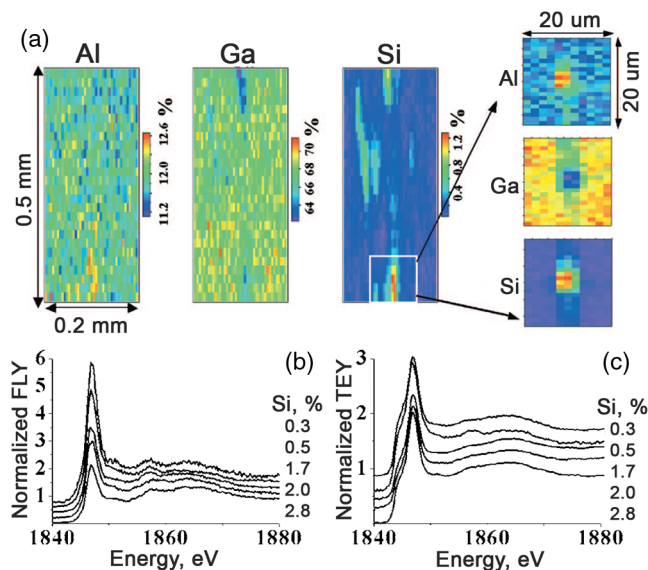 (a)
Al
Ga
Si
0.5 mm
0.2 mm
%
12.6
12.0
11.2
%
70
68
66
64
%
1.2
0.8
0.4
20 um
20 um
Al
Ga
Si
(b)
Normalized FLY
6
5
4
3
2
1
Si, %
0.3
0.5
1.7
2.0
2.8
1840
1860
1880
Energy, eV
(c)
Normalized TEY
3
2
1
Si, %
0.3
0.5
1.7
2.0
2.8
1840
1860
1880
Energy, eV